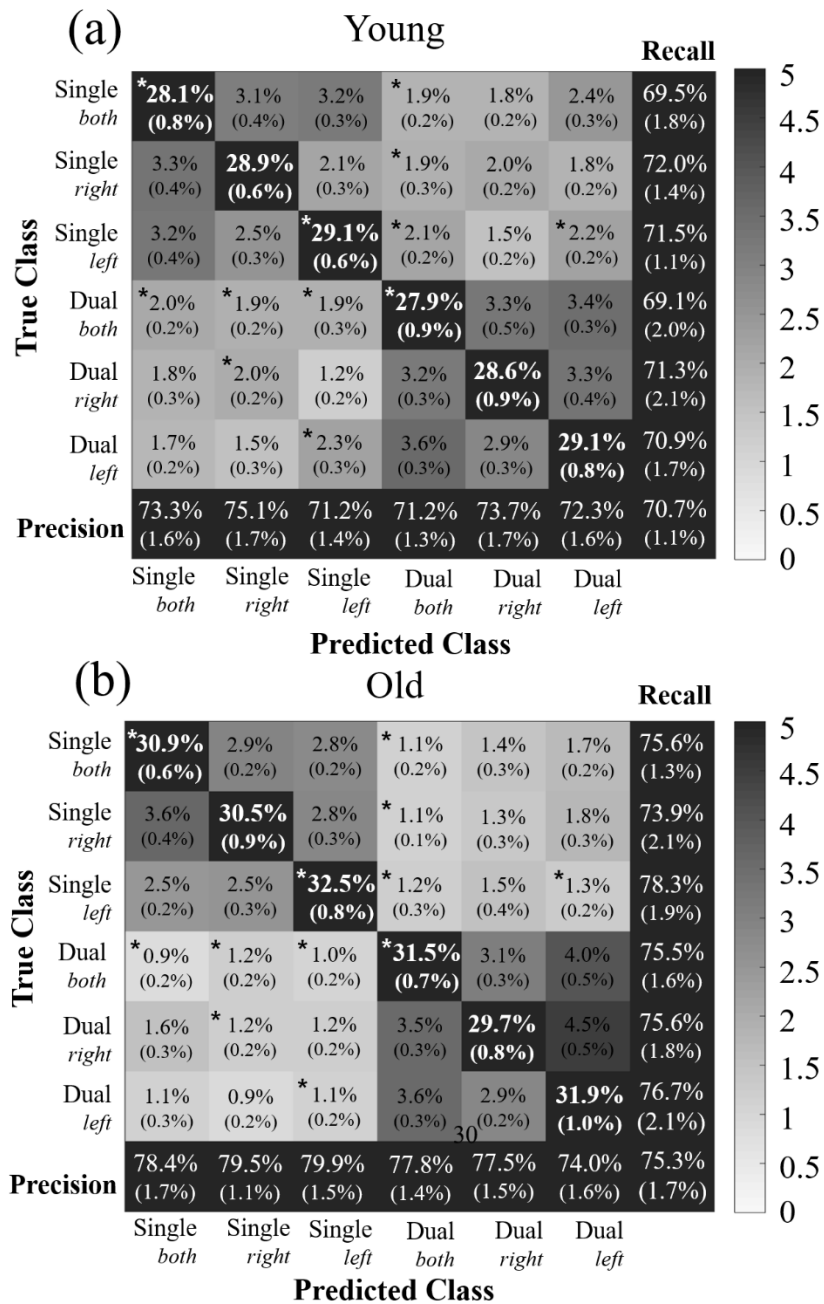 (a) Young Recall
Single *28.1% 3.1% 3.2% *1.9% 1.8% 2.4% 69.5% 5
both (0.8%) (0.4%) (0.3%) (0.2%) (0.2%) (0.3%) (1.8%) 4.5
Single 3.3% 28.9% 2.1% *1.9% 2.0% 1.8% 72.0% 4
right (0.4%) (0.6%) (0.3%) (0.3%) (0.2%) (0.2%) (1.4%)
Single 3.2% 2.5% *29.1% *2.1% 1.5% *2.2% 71.5% 3.5
left (0.4%) (0.3%) (0.6%) (0.2%) (0.2%) (0.2%) (1.1%) 3
True Class
Dual *2.0% *1.9% *1.9% *27.9% 3.3% 3.4% 69.1% 2.5
both (0.2%) (0.2%) (0.3%) (0.9%) (0.5%) (0.3%) (2.0%) 2
Dual 1.8% *2.0% 1.2% 3.2% 28.6% 3.3% 71.3% 1.5
right (0.3%) (0.2%) (0.2%) (0.3%) (0.9%) (0.4%) (2.1%)
Dual 1.7% 1.5% *2.3% 3.6% 2.9% 29.1% 70.9% 1
left (0.2%) (0.3%) (0.3%) (0.3%) (0.3%) (0.8%) (1.7%) 0.5
Precision 73.3% 75.1% 71.2% 71.2% 73.7% 72.3% 70.7%
(1.6%) (1.7%) (1.4%) (1.3%) (1.7%) (1.6%) (1.1%) 0
Single Single Single Dual Dual Dual
both right left both right left
Predicted Class
(b) Old Recall
Single *30.9% 2.9% 2.8% *1.1% 1.4% 1.7% 75.6% 5
both (0.6%) (0.2%) (0.2%) (0.2%) (0.3%) (0.2%) (1.3%) 4.5
Single 3.6% 30.5% 2.8% *1.1% 1.3% 1.8% 73.9% 4
right (0.4%) (0.9%) (0.3%) (0.1%) (0.3%) (0.3%) (2.1%)
Single 2.5% 2.5% *32.5% *1.2% 1.5% *1.3% 78.3% 3.5
left (0.2%) (0.3%) (0.8%) (0.3%) (0.4%) (0.2%) (1.9%) 3
True Class
Dual *0.9% *1.2% *1.0% *31.5% 3.1% 4.0% 75.5% 2.5
both (0.2%) (0.2%) (0.2%) (0.7%) (0.3%) (0.5%) (1.6%) 2
Dual 1.6% *1.2% 1.2% 3.5% 29.7% 4.5% 75.6% 1.5
right (0.3%) (0.2%) (0.2%) (0.3%) (0.8%) (0.5%) (1.8%)
Dual 1.1% 0.9% *1.1% 3.6% 2.9% 31.9% 76.7% 1
left (0.3%) (0.2%) (0.2%) (0.3%) (0.2%) (1.0%) (2.1%) 0.5
30
Precision 78.4% 79.5% 79.9% 77.8% 77.5% 74.0% 75.3%
(1.7%) (1.1%) (1.5%) (1.4%) (1.5%) (1.6%) (1.7%) 0
Single Single Single Dual Dual Dual
both right left both right left
Predicted Class